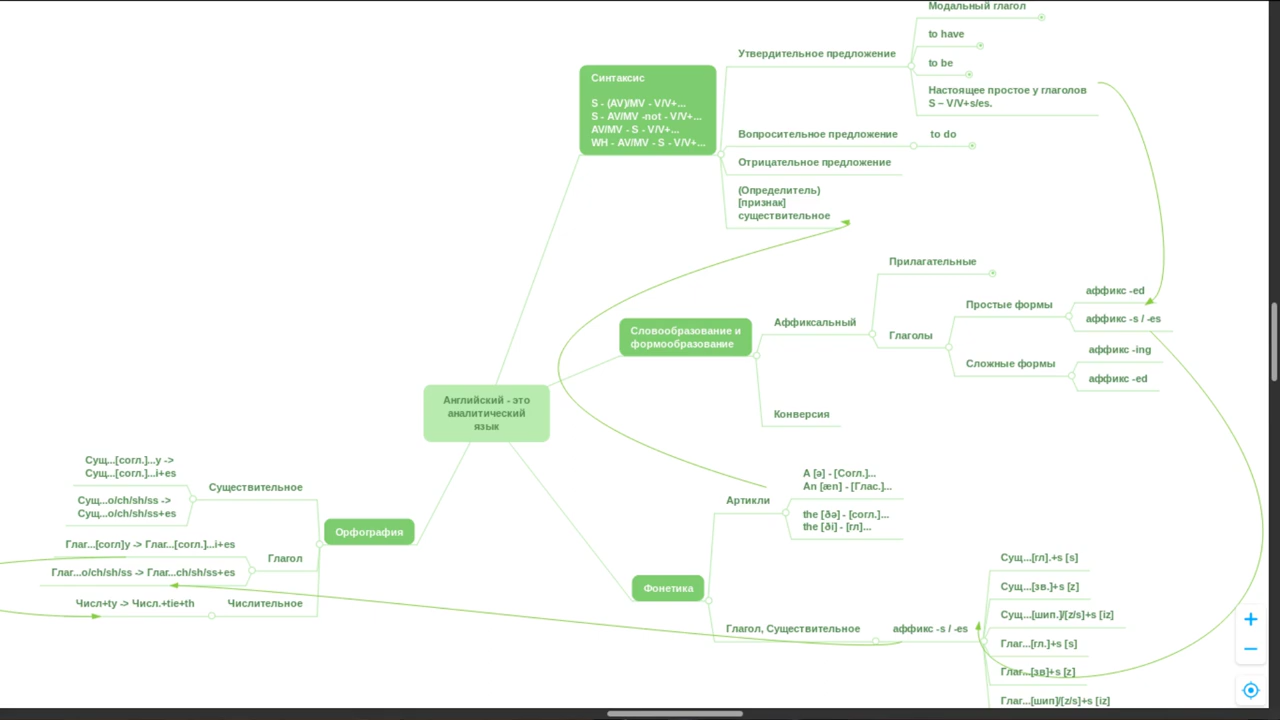 Модальный глагол
to have
to be
Настоящее простое у глаголов
S – V/V+s/es.
Утвердительное предложение
Синтаксис
S - (AV)/MV - V/V+...
S - AV/MV -not - V/V+...
AV/MV - S - V/V+...
WH - AV/MV - S - V/V+...
Вопросительное предложение
to do
Отрицательное предложение
(Определитель)
[признак]
существительное
Прилагательные
аффикс -ed
Простые формы
аффикс -s / -es
Словообразование и
формообразование
Аффиксальный
Глаголы
аффикс -ing
Сложные формы
аффикс -ed
Конверсия
Английский - это
аналитический
язык
Сущ...[согл.]...y ->
Сущ...[согл.]...i+es
Существительное
Сущ...o/ch/sh/ss ->
Сущ...o/ch/sh/ss+es
Орфография
Глаг...[согл]y -> Глаг...[согл.]...i+es
Глагол
Глаг...o/ch/sh/ss -> Глаг...ch/sh/ss+es
Числ+ty -> Числ.+tie+th
Числительное
A [ə] - [Согл.]...
An [æn] - [Глас.]...
Артикли
the [ðə] - [согл.]...
the [ði] - [гл]...
Фонетика
Глагол, Существительное
аффикс -s / -es
Сущ...[гл].+s [s]
Сущ...[зв.]+s [z]
Сущ...[шип.]/[z/s]+s [iz]
Глаг...[гл.]+s [s]
Глаг...[зв]+s [z]
Глаг...[шип]/[z/s]+s [iz]